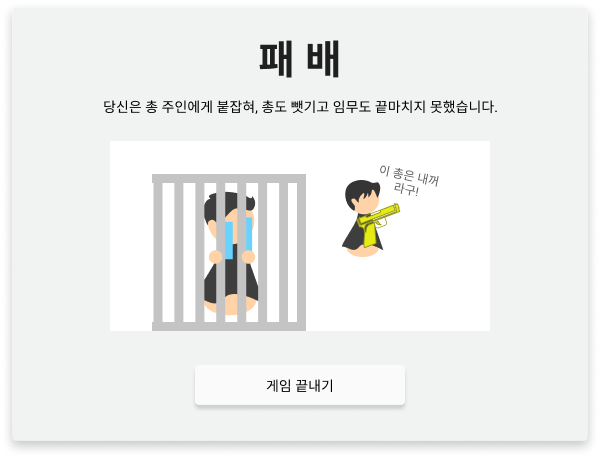 패 배
당신은 총 주인에게 붙잡혀, 총도 뺏기고 임무도 끝마치지 못했습니다.
이 총은 내꺼
라구!
게임 끝내기